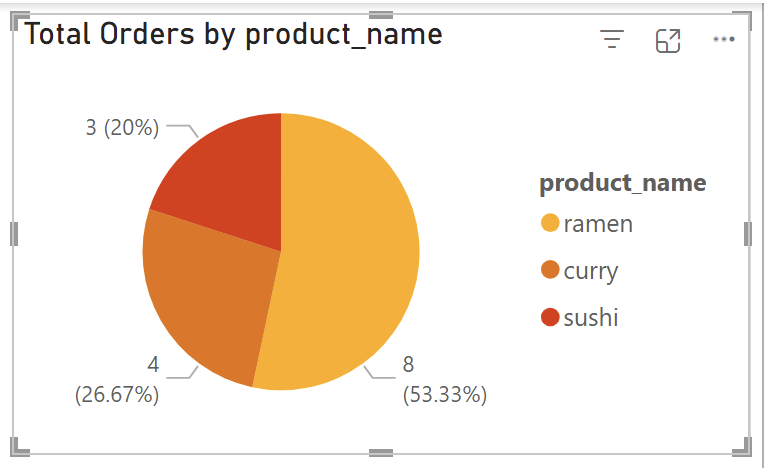 Total Orders by product_name
3 (20%)
product_name
ramen
curry
sushi
4
(26.67%)
8
(53.33%)